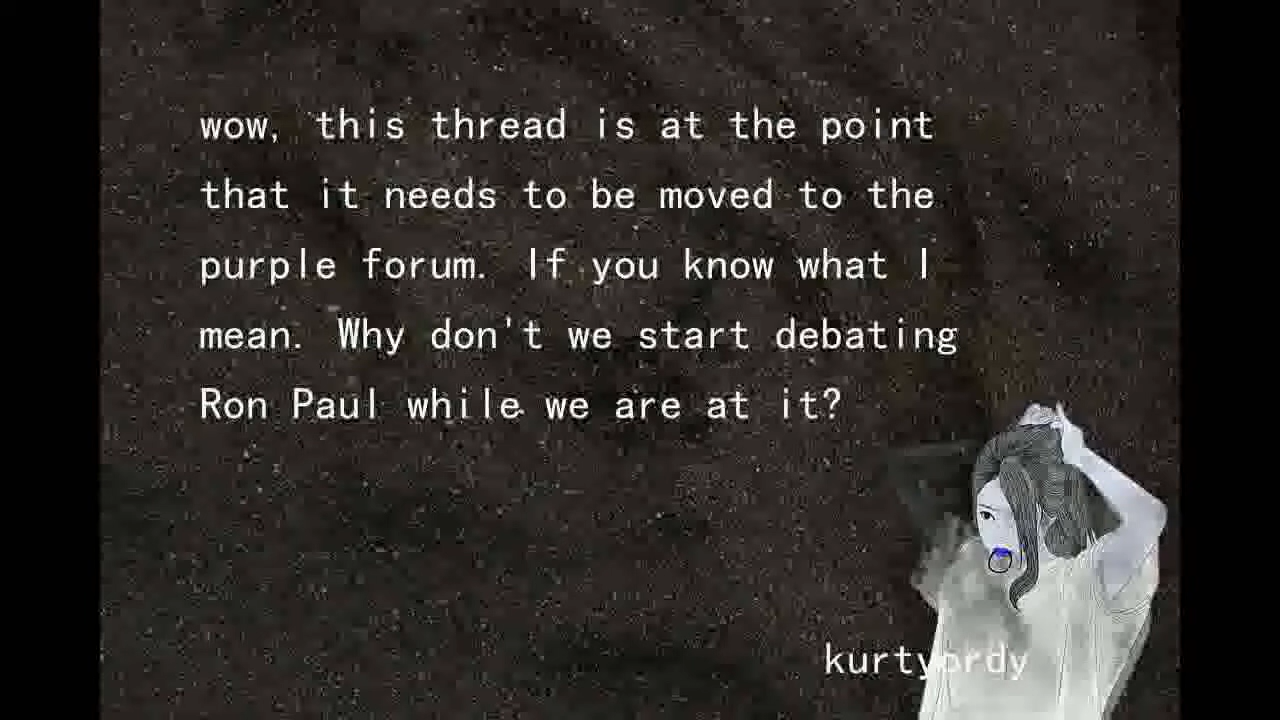 wow, this thread is at the point
that it needs to be moved to the
purple forum. If you know what I
mean. Why don't we start debating
Ron Paul while we are at it?
kurtyordy